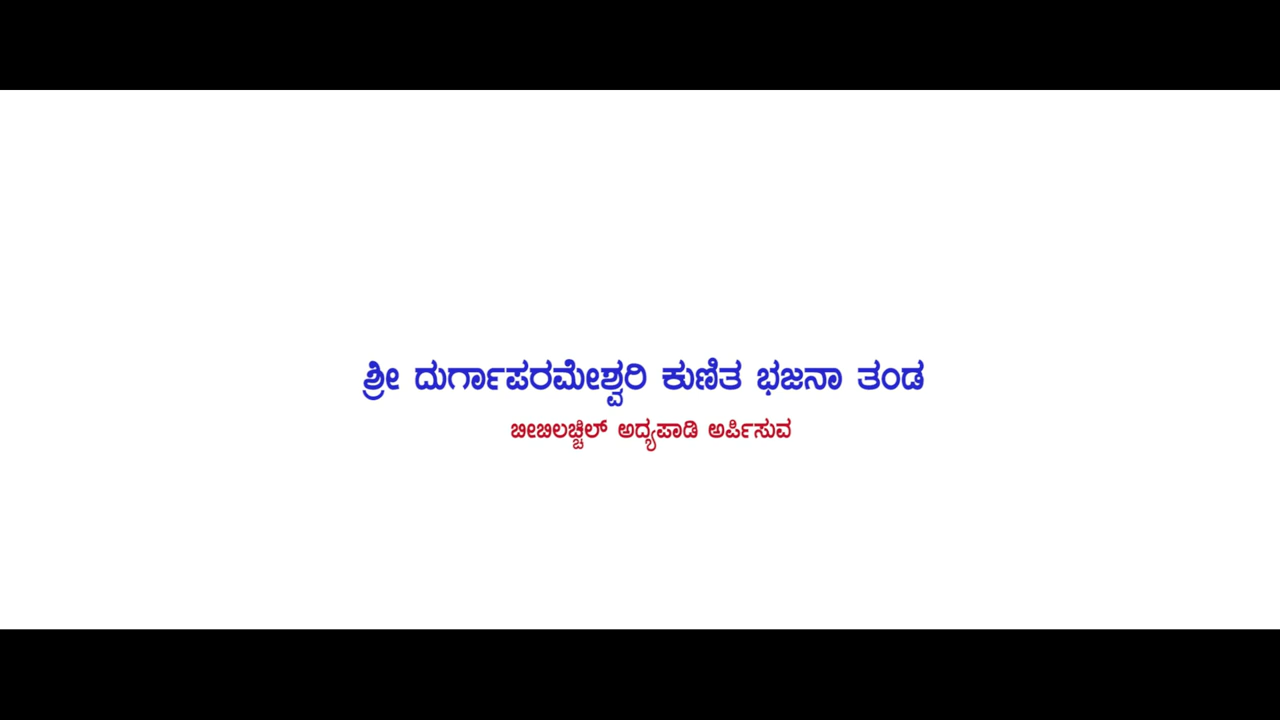 ಶ್ರೀ ದುರ್ಗಾಪರಮೇಶ್ವರಿ ಕುಣಿತ ಭಜನಾ ತಂಡ
ಬೀಬಿಲಚ್ಚಿಲ್ ಅದ್ಯಪಾಡಿ ಅರ್ಪಿಸುವ